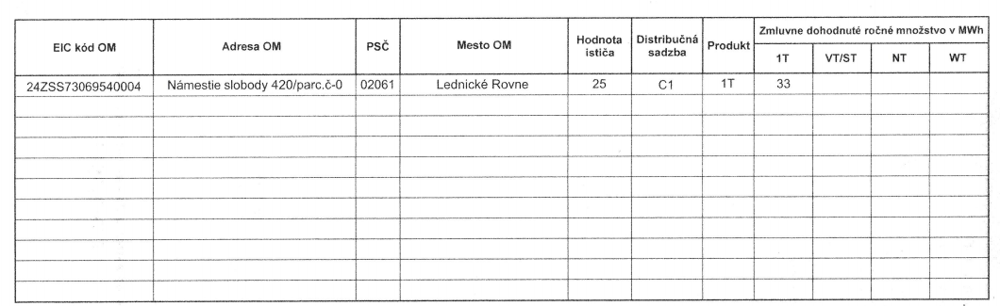 EIC kód OM Adresa OM PSČ Mesto OM Hodnota ističa Distribučná sadzba Produkt Zmluvne dohodnuté ročné množstvo v MWh
1T VT/ST NT WT
24ZSS73069540004 Námestie slobody 420/parc.č-0 02061 Lednické Rovne 25 C1 1T 33